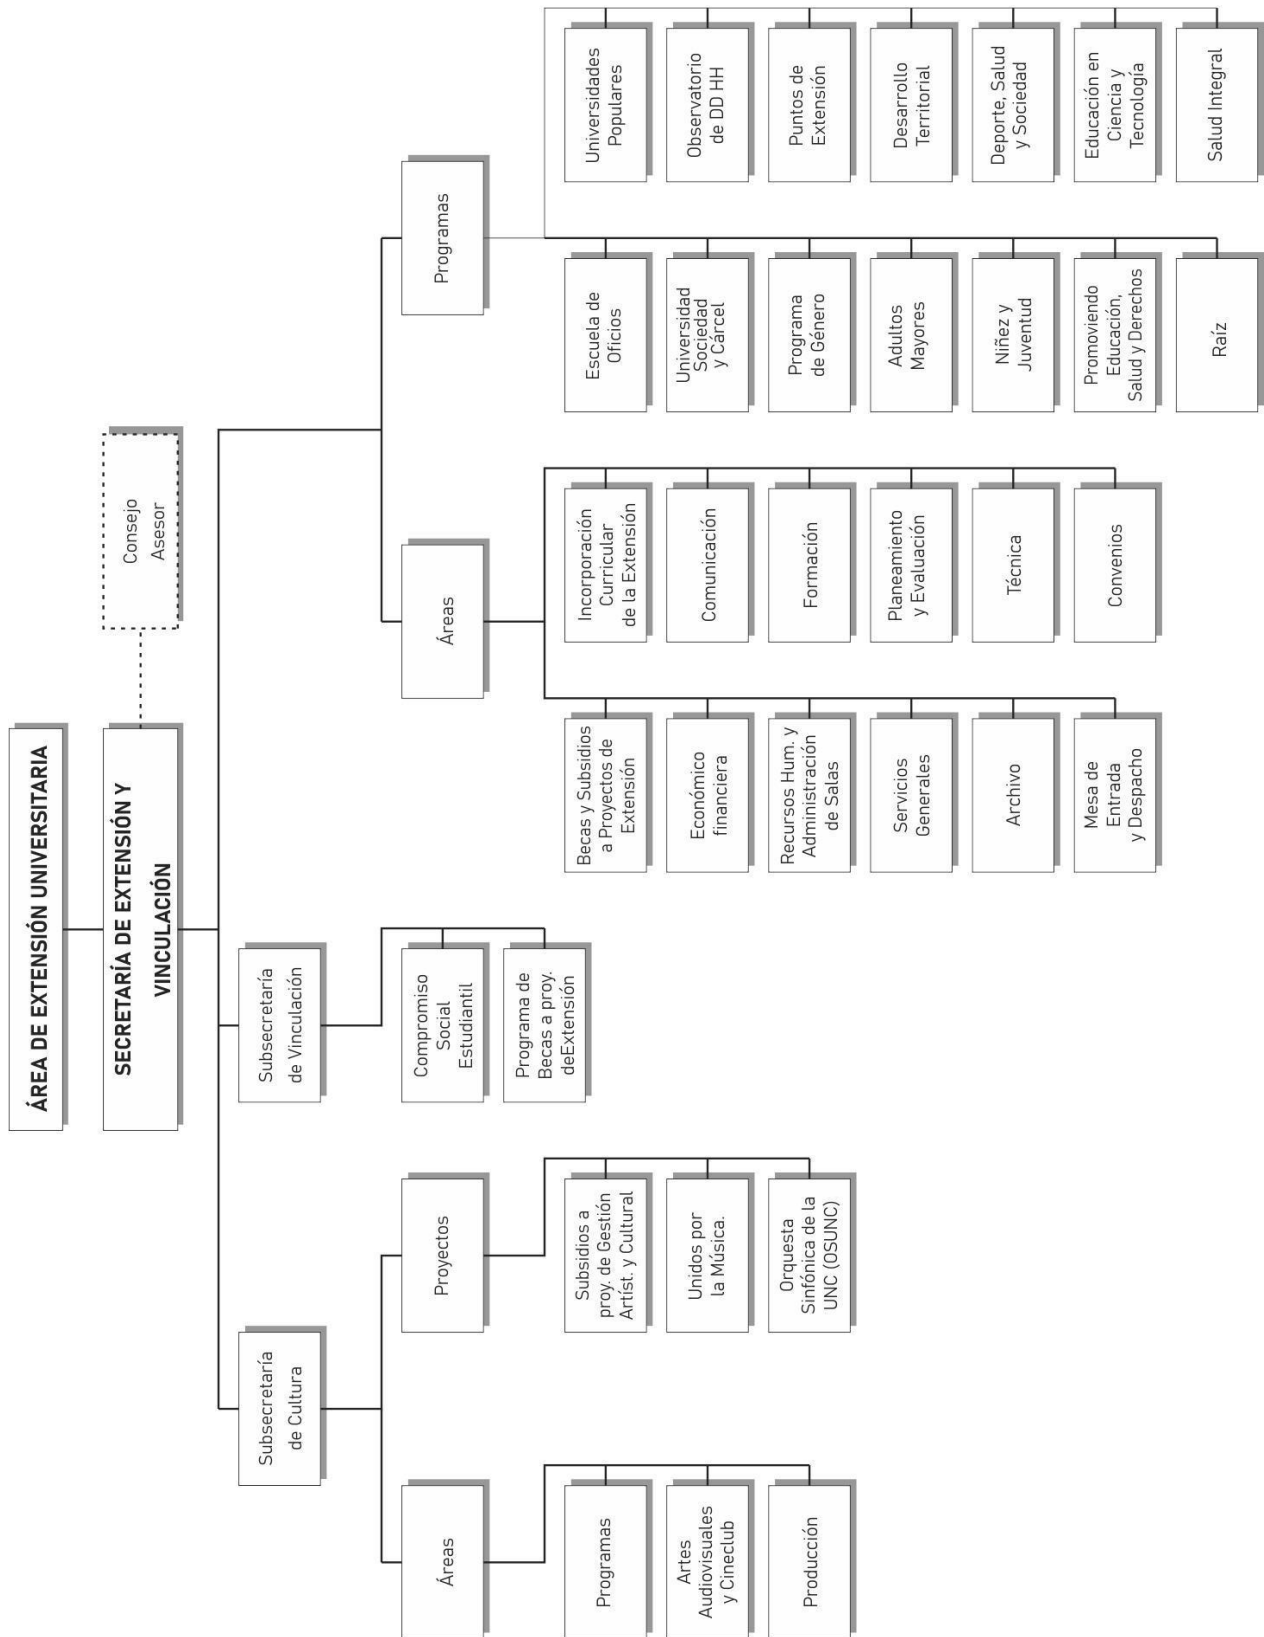 ÁREA DE EXTENSIÓN UNIVERSITARIA
SECRETARÍA DE EXTENSIÓN Y
VINCULACIÓN
Consejo
Asesor
Subsecretaría
de Cultura
Áreas
Programas
Artes
Audiovisuales
y Cineclub
Producción
Proyectos
Subsidios a
proy. de Gestión
Artíst. y Cultural
Unidos por
la Música.
Orquesta
Sinfónica de la
UNC (OSUNC)
Subsecretaría
de Vinculación
Compromiso
Social
Estudiantil
Programa de
Becas a proy.
deExtensión
Áreas
Becas y Subsidios
a Proyectos de
Extensión
Económico
financiera
Recursos Hum. y
Administración
de Salas
Servicios
Generales
Archivo
Mesa de
Entrada
y Despacho
Incorporación
Curricular
de la Extensión
Comunicación
Formación
Planeamiento
y Evaluación
Técnica
Convenios
Programas
Escuela de
Oficios
Universidad
Sociedad
y Cárcel
Programa
de Género
Adultos
Mayores
Niñez y
Juventud
Promoviendo
Educación,
Salud y Derechos
Raíz
Universidades
Populares
Observatorio
de DD HH
Puntos de
Extensión
Desarrollo
Territorial
Deporte, Salud
y Sociedad
Educación en
Ciencia y
Tecnología
Salud Integral